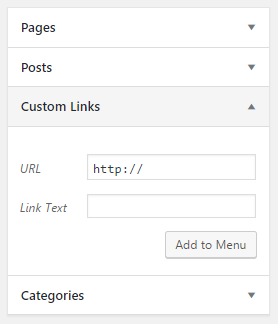 Pages
Posts
Custom Links
URL http://
Link Text
Add to Menu
Categories